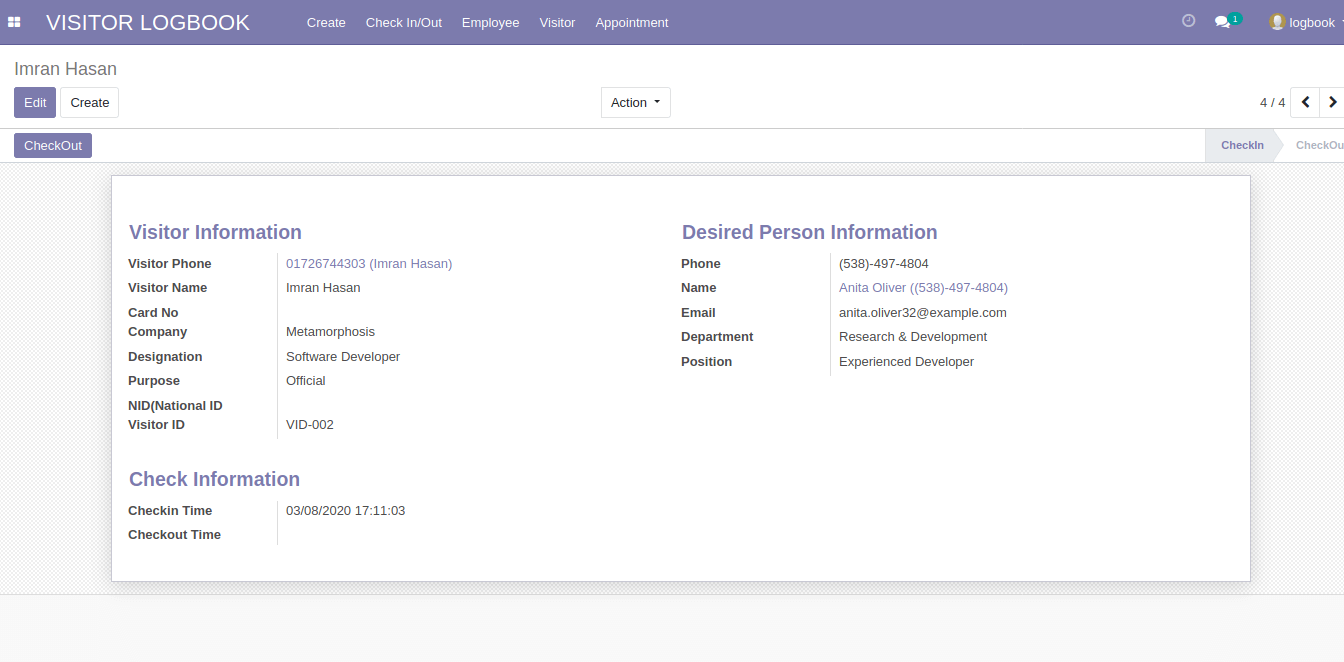 VISITOR LOGBOOK Create Check In/Out Employee Visitor Appointment 1 logbook
Imran Hasan
Edit Create Action 4 / 4
CheckOut CheckIn CheckOu
Visitor Information
Visitor Phone 01726744303 (Imran Hasan)
Visitor Name Imran Hasan
Card No
Company Metamorphosis
Designation Software Developer
Purpose Official
NID(National ID
Visitor ID VID-002
Desired Person Information
Phone (538)-497-4804
Name Anita Oliver ((538)-497-4804)
Email anita.oliver32@example.com
Department Research & Development
Position Experienced Developer
Check Information
Checkin Time 03/08/2020 17:11:03
Checkout Time